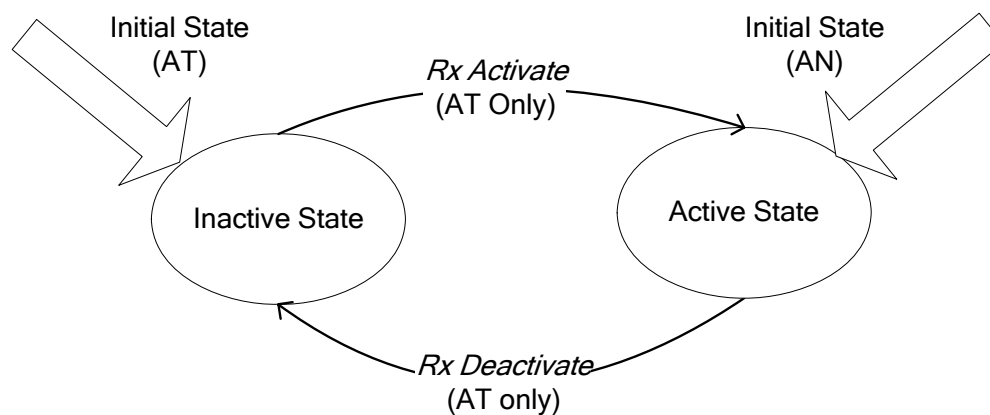 Initial State
(AT)
Initial State
(AN)
Rx Activate
(AT Only)
Inactive State
Active State
Rx Deactivate
(AT only)